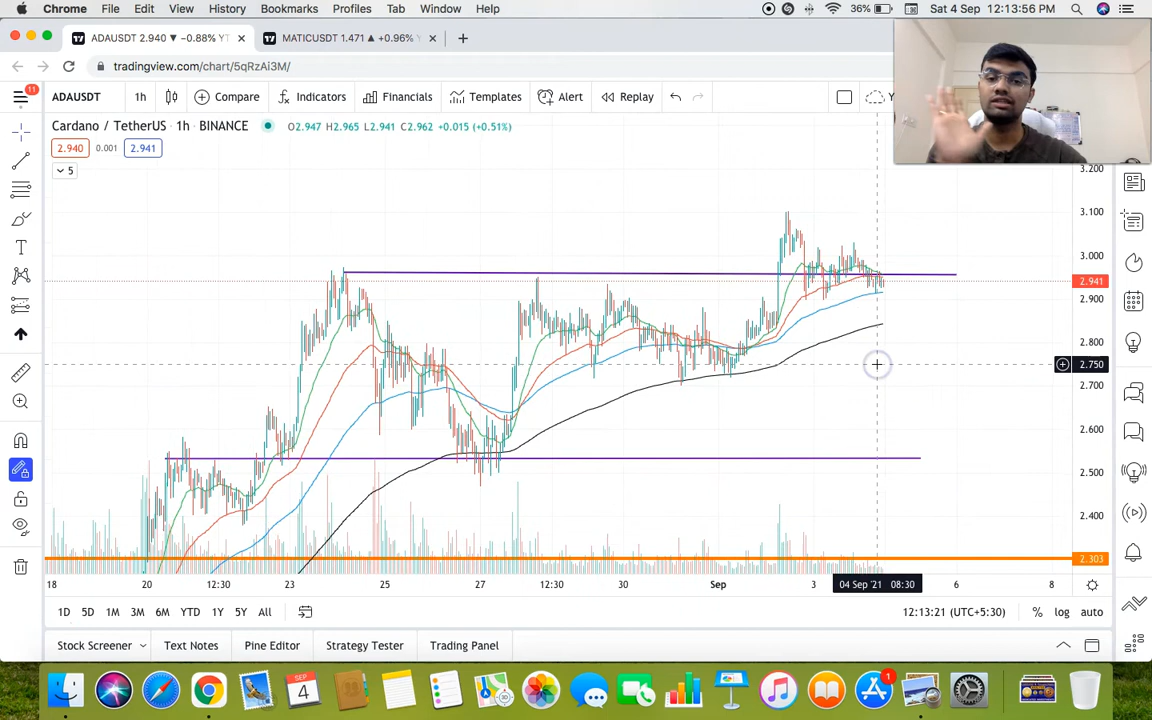 Chrome File Edit View History Bookmarks Profiles Tab Window Help 36% Sat 4 Sep 12:13:56 PM
ADAUSDT 2.940 ▼ −0.88% YT × MATICUSDT 1.471 ▲ +0.96% × +
tradingview.com/chart/5qRzAi3M/
11
ADAUSDT 1h Compare Indicators Financials Templates Alert Replay Y
Cardano / TetherUS · 1h · BINANCE O2.947 H2.965 L2.941 C2.962 +0.015 (+0.51%)
2.940 0.001 2.941
5
3.200
3.100
3.000
2.941
2.900
2.800
2.750
2.700
2.600
2.500
2.400
2.303
18 20 12:30 23 25 27 12:30 30 Sep 3 04 Sep '21 08:30 6 8
1D 5D 1M 3M 6M YTD 1Y 5Y All 12:13:21 (UTC+5:30) % log auto
Stock Screener Text Notes Pine Editor Strategy Tester Trading Panel
SEP
4
1